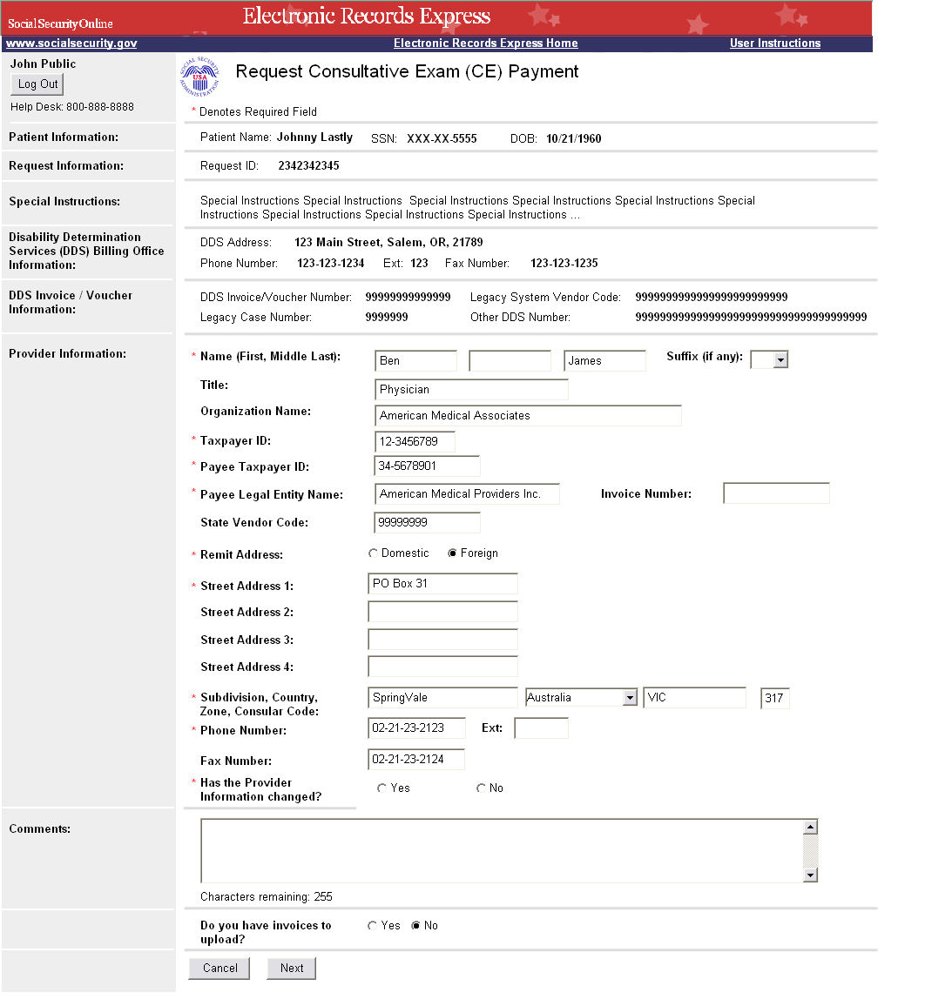 Social Security Online
Electronic Records Express
www.socialsecurity.gov Electronic Records Express Home User Instructions
John Public
Log Out
Help Desk: 800-888-8888
SOCIAL SECURITY ADMINISTRATION
USA
Request Consultative Exam (CE) Payment
* Denotes Required Field
Patient Information: Patient Name: Johnny Lastly SSN: XXX-XX-5555 DOB: 10/21/1960
Request Information: Request ID: 2342342345
Special Instructions:
Special Instructions Special Instructions Special Instructions Special Instructions Special Instructions Special
Instructions Special Instructions Special Instructions Special Instructions ...
Disability Determination
Services (DDS) Billing Office
Information:
DDS Address: 123 Main Street, Salem, OR, 21789
Phone Number: 123-123-1234 Ext: 123 Fax Number: 123-123-1235
DDS Invoice / Voucher
Information:
DDS Invoice/Voucher Number: 99999999999999 Legacy System Vendor Code: 9999999999999999999999999
Legacy Case Number: 9999999 Other DDS Number: 99999999999999999999999999999999999999
Provider Information:
* Name (First, Middle Last): Ben James Suffix (if any):
Title: Physician
Organization Name: American Medical Associates
* Taxpayer ID: 12-3456789
* Payee Taxpayer ID: 34-5678901
* Payee Legal Entity Name: American Medical Providers Inc. Invoice Number:
State Vendor Code: 99999999
* Remit Address: Domestic Foreign
* Street Address 1: PO Box 31
Street Address 2:
Street Address 3:
Street Address 4:
* Subdivision, Country,
Zone, Consular Code:
SpringVale Australia VIC 317
* Phone Number: 02-21-23-2123 Ext:
Fax Number: 02-21-23-2124
* Has the Provider
Information changed?
Yes No
Comments:
Characters remaining: 255
Do you have invoices to
upload?
Yes No
Cancel Next